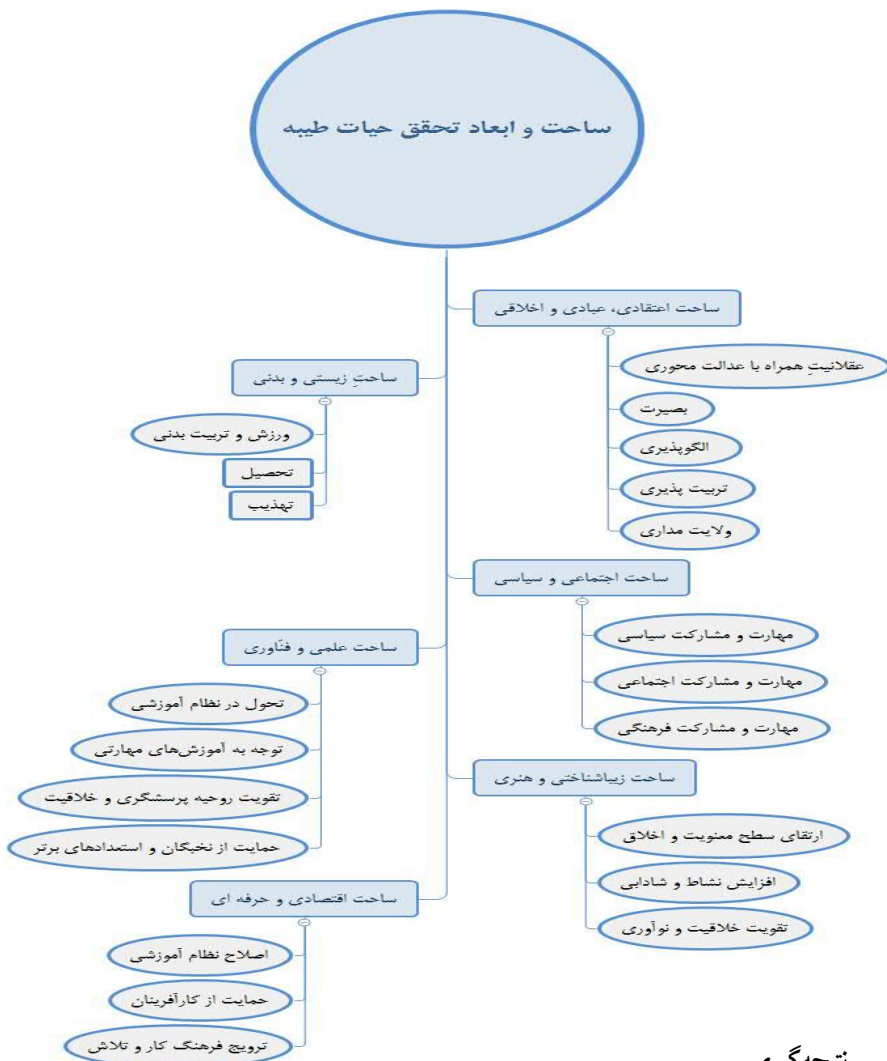 ساحت و ابعاد تحقق حیات طیبه
ساحت اعتقادی، عبادی و اخلاقی
عقلانیتِ همراه با عدالت محوری
بصیرت
الگوپذیری
تربیت پذیری
ولایت مداری
ساحتِ زیستی و بدنی
ورزش و تربیت بدنی
تحصیل
تهذیب
ساحت اجتماعی و سیاسی
مهارت و مشارکت سیاسی
مهارت و مشارکت اجتماعی
مهارت و مشارکت فرهنگی
ساحت علمی و فنّاوری
تحول در نظام آموزشی
توجه به آموزش‌های مهارتی
تقویت روحیه پرسشگری و خلاقیت
حمایت از نخبگان و استعدادهای برتر
ساحت زیباشناختی و هنری
ارتقای سطح معنویت و اخلاق
افزایش نشاط و شادابی
تقویت خلاقیت و نوآوری
ساحت اقتصادی و حرفه ای
اصلاح نظام آموزشی
حمایت از کارآفرینان
ترویج فرهنگ کار و تلاش